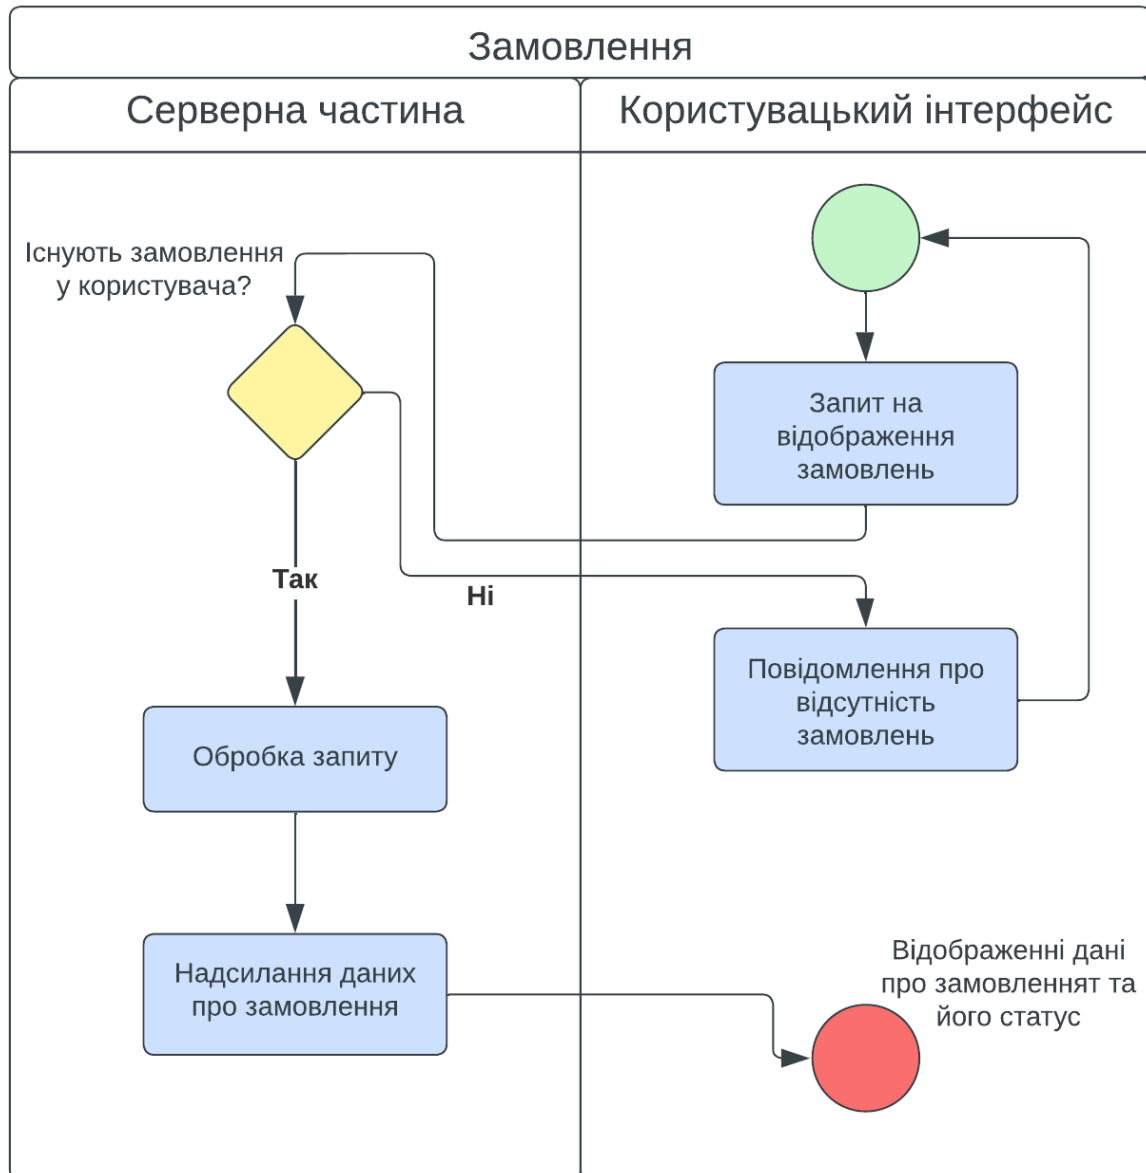 Замовлення
Серверна частина
Користувацький інтерфейс
Існують замовлення
у користувача?
Запит на
відображення
замовлень
Так
Ні
Повідомлення про
відсутність
замовлень
Обробка запиту
Надсилання даних
про замовлення
Відображенні дані
про замовленнят та
його статус